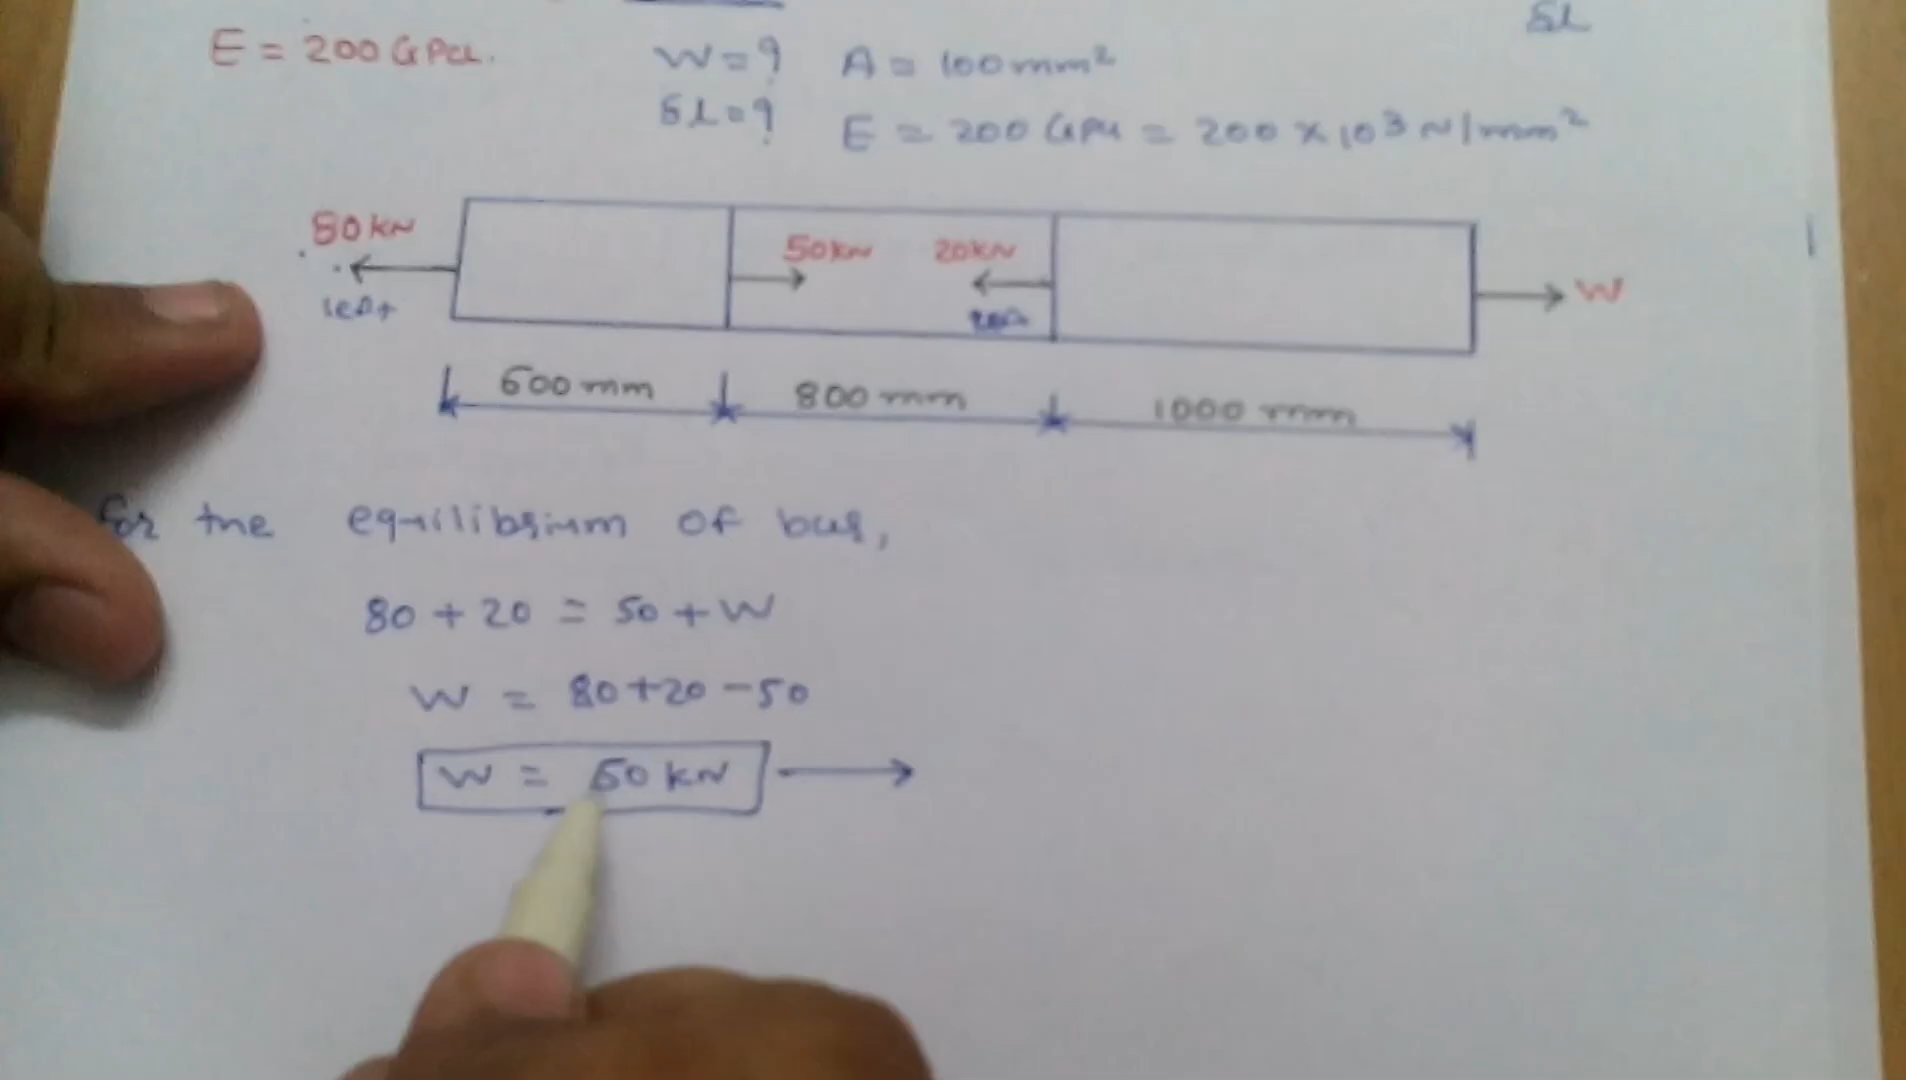 δL
E = 200 GPa.
W = ? A = 100 mm²
δL = ? E = 200 GPa = 200 × 10³ N/mm²
80 kN
50 kN 20 kN
W
left
600 mm 800 mm 1000 mm
For the equilibrium of bar,
80 + 20 = 50 + W
W = 80 + 20 - 50
W = 50 kN